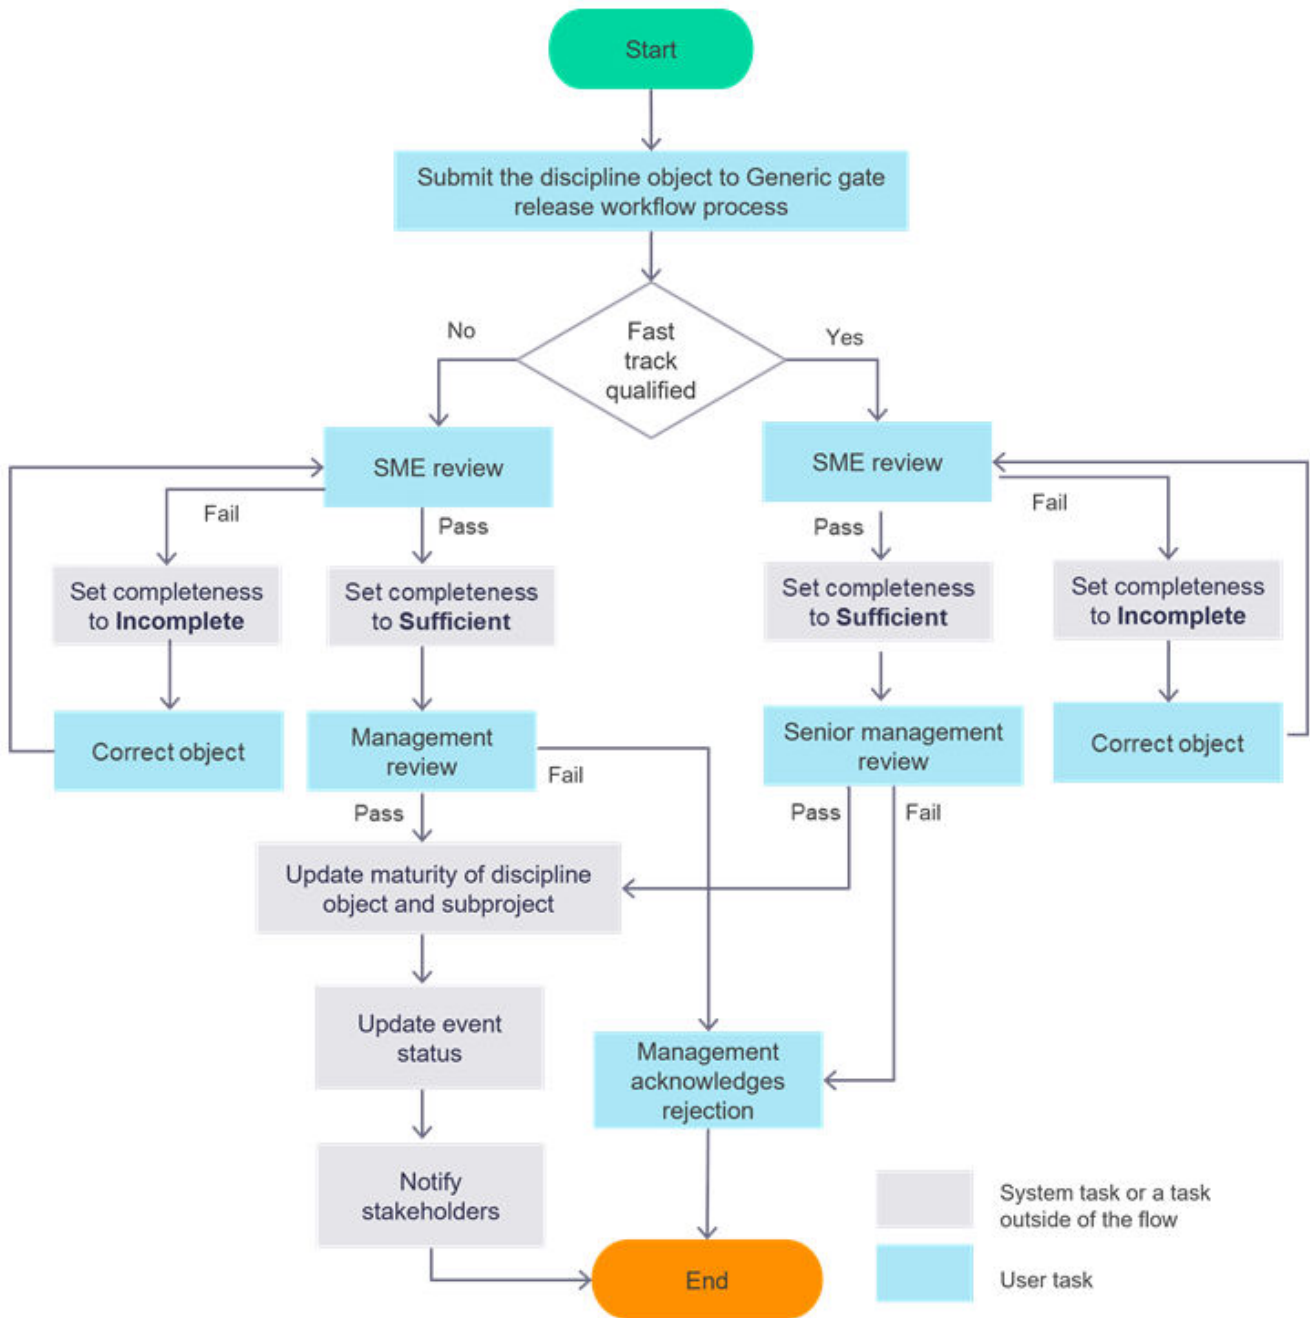 Start
Submit the discipline object to Generic gate
release workflow process
Fast
track
qualified
No
Yes
SME review
SME review
Fail
Pass
Pass
Fail
Set completeness
to Incomplete
Set completeness
to Sufficient
Set completeness
to Sufficient
Set completeness
to Incomplete
Correct object
Management
review
Senior management
review
Correct object
Fail
Pass
Pass
Fail
Update maturity of discipline
object and subproject
Update event
status
Management
acknowledges
rejection
Notify
stakeholders
System task or a task
outside of the flow
End
User task